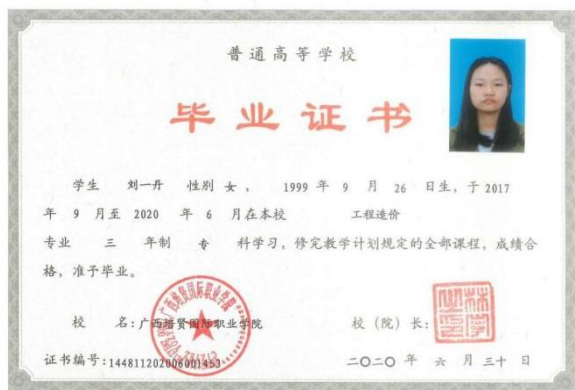 普通高等学校
毕业证书
学生 刘一丹 性别 女， 1999 年 9 月 26 日生，于 2017
年 9 月至 2020 年 6 月在本校 工程造价
专业 三 年制 专 科学习，修完教学计划规定的全部课程，成绩合
格，准予毕业。
校 名：广西培贤国际职业学院 校（院）长：
证书编号：144811202006001453 二〇二〇 年 六 月 三十 日